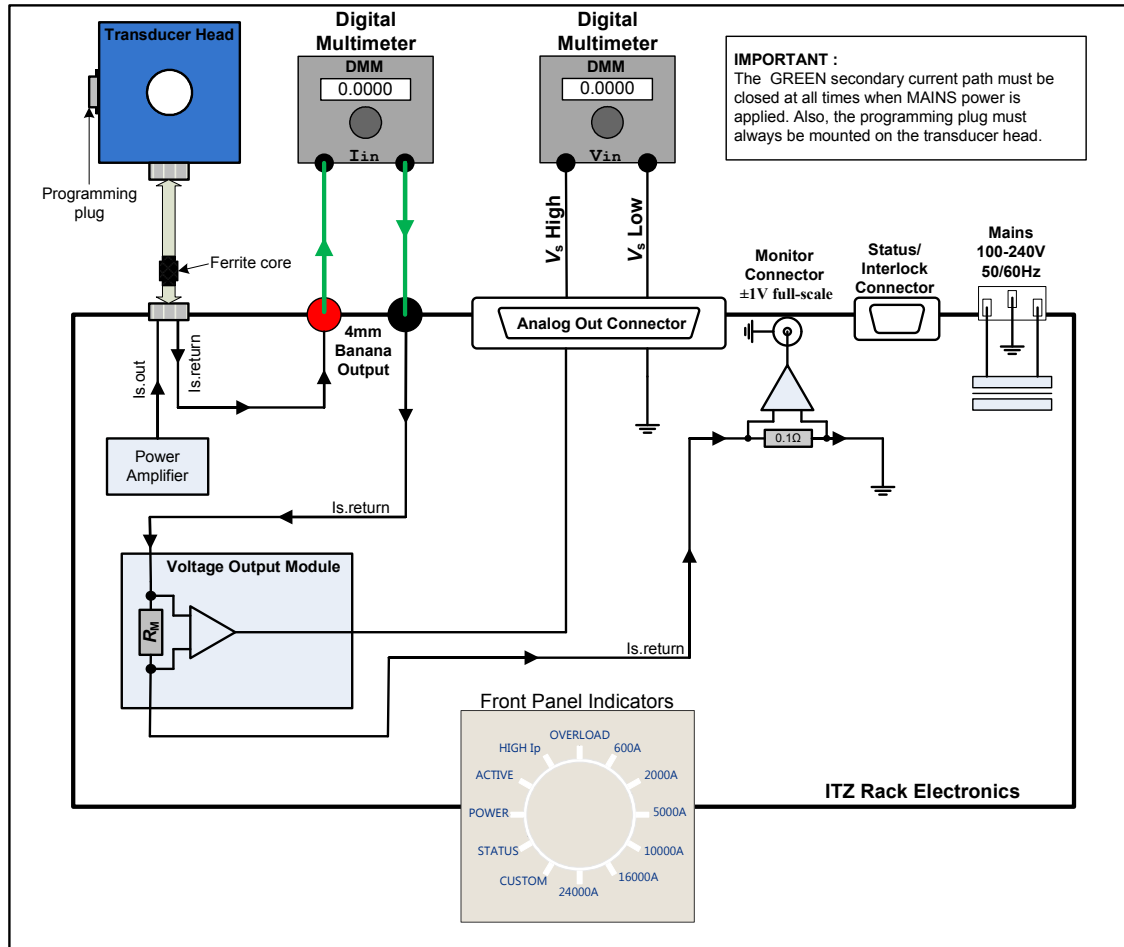 Transducer Head
Programming
plug
Ferrite core
Digital
Multimeter
DMM
0.0000
Iin
Digital
Multimeter
DMM
0.0000
Vin
IMPORTANT :
The GREEN secondary current path must be
closed at all times when MAINS power is
applied. Also, the programming plug must
always be mounted on the transducer head.
Vs High
Vs Low
Monitor
Connector
±1V full-scale
Status/
Interlock
Connector
Mains
100-240V
50/60Hz
Is.out
Is.return
4mm
Banana
Output
Analog Out Connector
0.1Ω
Power
Amplifier
Is.return
Voltage Output Module
RM
Is.return
Front Panel Indicators
OVERLOAD
HIGH Ip
600A
ACTIVE
2000A
POWER
5000A
STATUS
10000A
CUSTOM
16000A
24000A
ITZ Rack Electronics